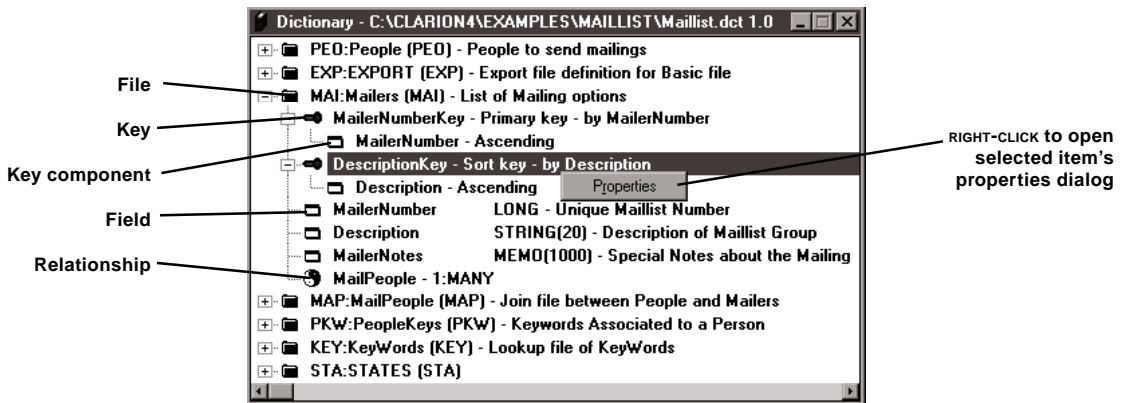 Dictionary - C:\CLARION4\EXAMPLES\MAILLIST\Maillist.dct 1.0
PEO:People (PEO) - People to send mailings
EXP:EXPORT (EXP) - Export file definition for Basic file
File
MAI:Mailers (MAI) - List of Mailing options
Key
MailerNumberKey - Primary key - by MailerNumber
MailerNumber - Ascending
Key component
DescriptionKey - Sort key - by Description
Description - Ascending
Properties
RIGHT-CLICK to open
selected item's
properties dialog
Field
MailerNumber LONG - Unique Maillist Number
Description STRING(20) - Description of Maillist Group
MailerNotes MEMO(1000) - Special Notes about the Mailing
Relationship
MailPeople - 1:MANY
MAP:MailPeople (MAP) - Join file between People and Mailers
PKW:PeopleKeys (PKW) - Keywords Associated to a Person
KEY:KeyWords (KEY) - Lookup file of KeyWords
STA:STATES (STA)